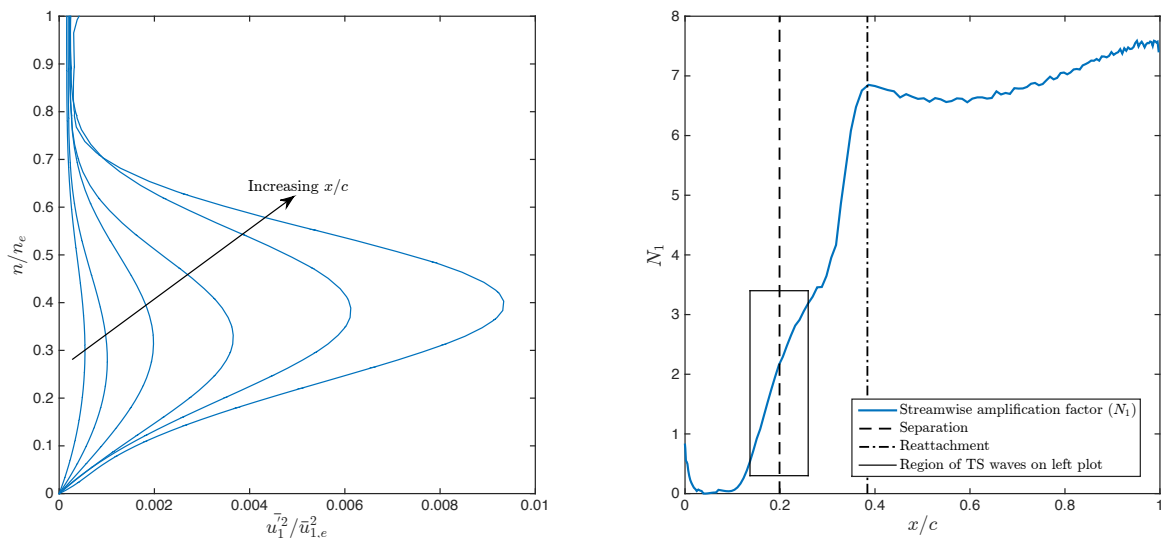 1
0.9
0.8
0.7
0.6
0.5
0.4
0.3
0.2
0.1
0
n/n_e
Increasing x/c
0 0.002 0.004 0.006 0.008 0.01
\bar{u_1'^2}/\bar{u}_{1,e}^2
8
7
6
5
4
3
2
1
0
N_1
Streamwise amplification factor (N_1)
Separation
Reattachment
Region of TS waves on left plot
0 0.2 0.4 0.6 0.8 1
x/c